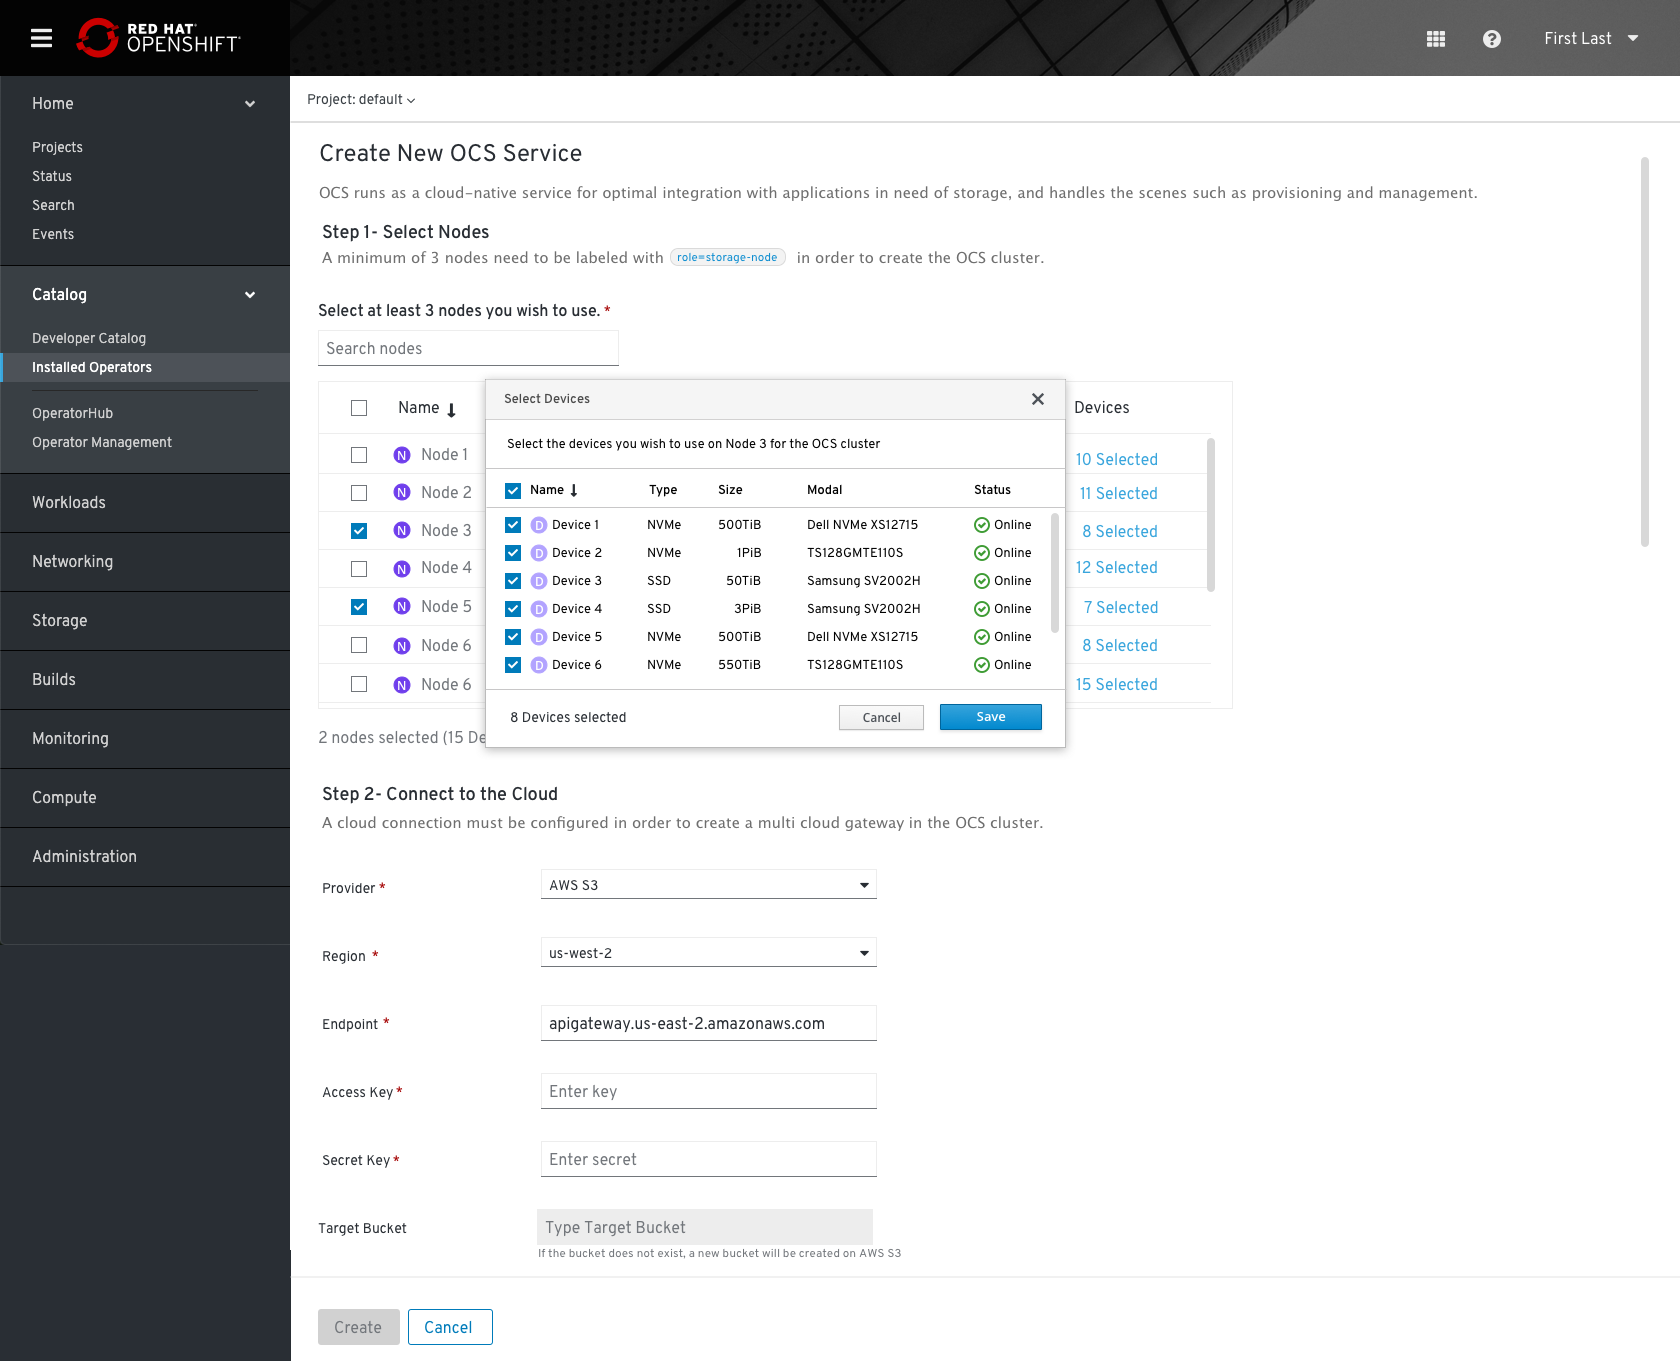 RED HAT
OPENSHIFT
First Last
Home
Projects
Status
Search
Events
Catalog
Developer Catalog
Installed Operators
OperatorHub
Operator Management
Workloads
Networking
Storage
Builds
Monitoring
Compute
Administration
Project: default
Create New OCS Service
OCS runs as a cloud-native service for optimal integration with applications in need of storage, and handles the scenes such as provisioning and management.
Step 1- Select Nodes
A minimum of 3 nodes need to be labeled with role=storage-node in order to create the OCS cluster.
Select at least 3 nodes you wish to use. *
Search nodes
Name Devices
N Node 1 10 Selected
N Node 2 11 Selected
N Node 3 8 Selected
N Node 4 12 Selected
N Node 5 7 Selected
N Node 6 8 Selected
N Node 6 15 Selected
2 nodes selected (15 De
Select Devices
Select the devices you wish to use on Node 3 for the OCS cluster
Name Type Size Modal Status
D Device 1 NVMe 500TiB Dell NVMe XS12715 Online
D Device 2 NVMe 1PiB TS128GMTE110S Online
D Device 3 SSD 50TiB Samsung SV2002H Online
D Device 4 SSD 3PiB Samsung SV2002H Online
D Device 5 NVMe 500TiB Dell NVMe XS12715 Online
D Device 6 NVMe 550TiB TS128GMTE110S Online
8 Devices selected Cancel Save
Step 2- Connect to the Cloud
A cloud connection must be configured in order to create a multi cloud gateway in the OCS cluster.
Provider * AWS S3
Region * us-west-2
Endpoint * apigateway.us-east-2.amazonaws.com
Access Key * Enter key
Secret Key * Enter secret
Target Bucket Type Target Bucket
If the bucket does not exist, a new bucket will be created on AWS S3
Create Cancel